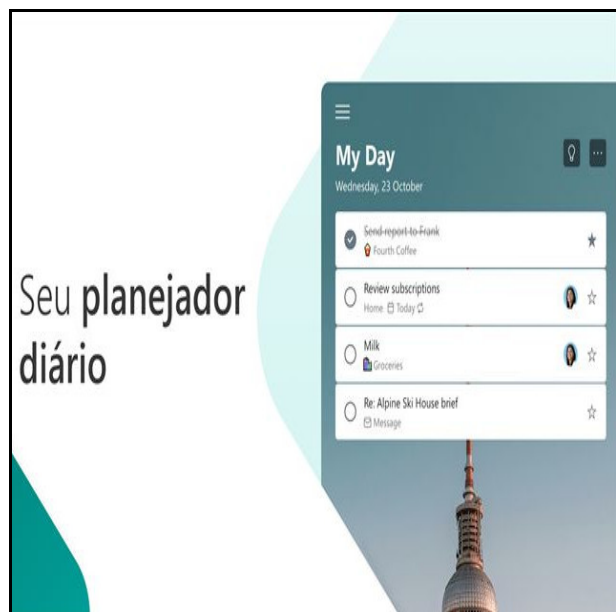 Seu planejador
diário
My Day
Wednesday, 23 October
Send report to Frank
Fourth Coffee
Review subscriptions
Home Today
Milk
Groceries
Re: Alpine Ski House brief
Message